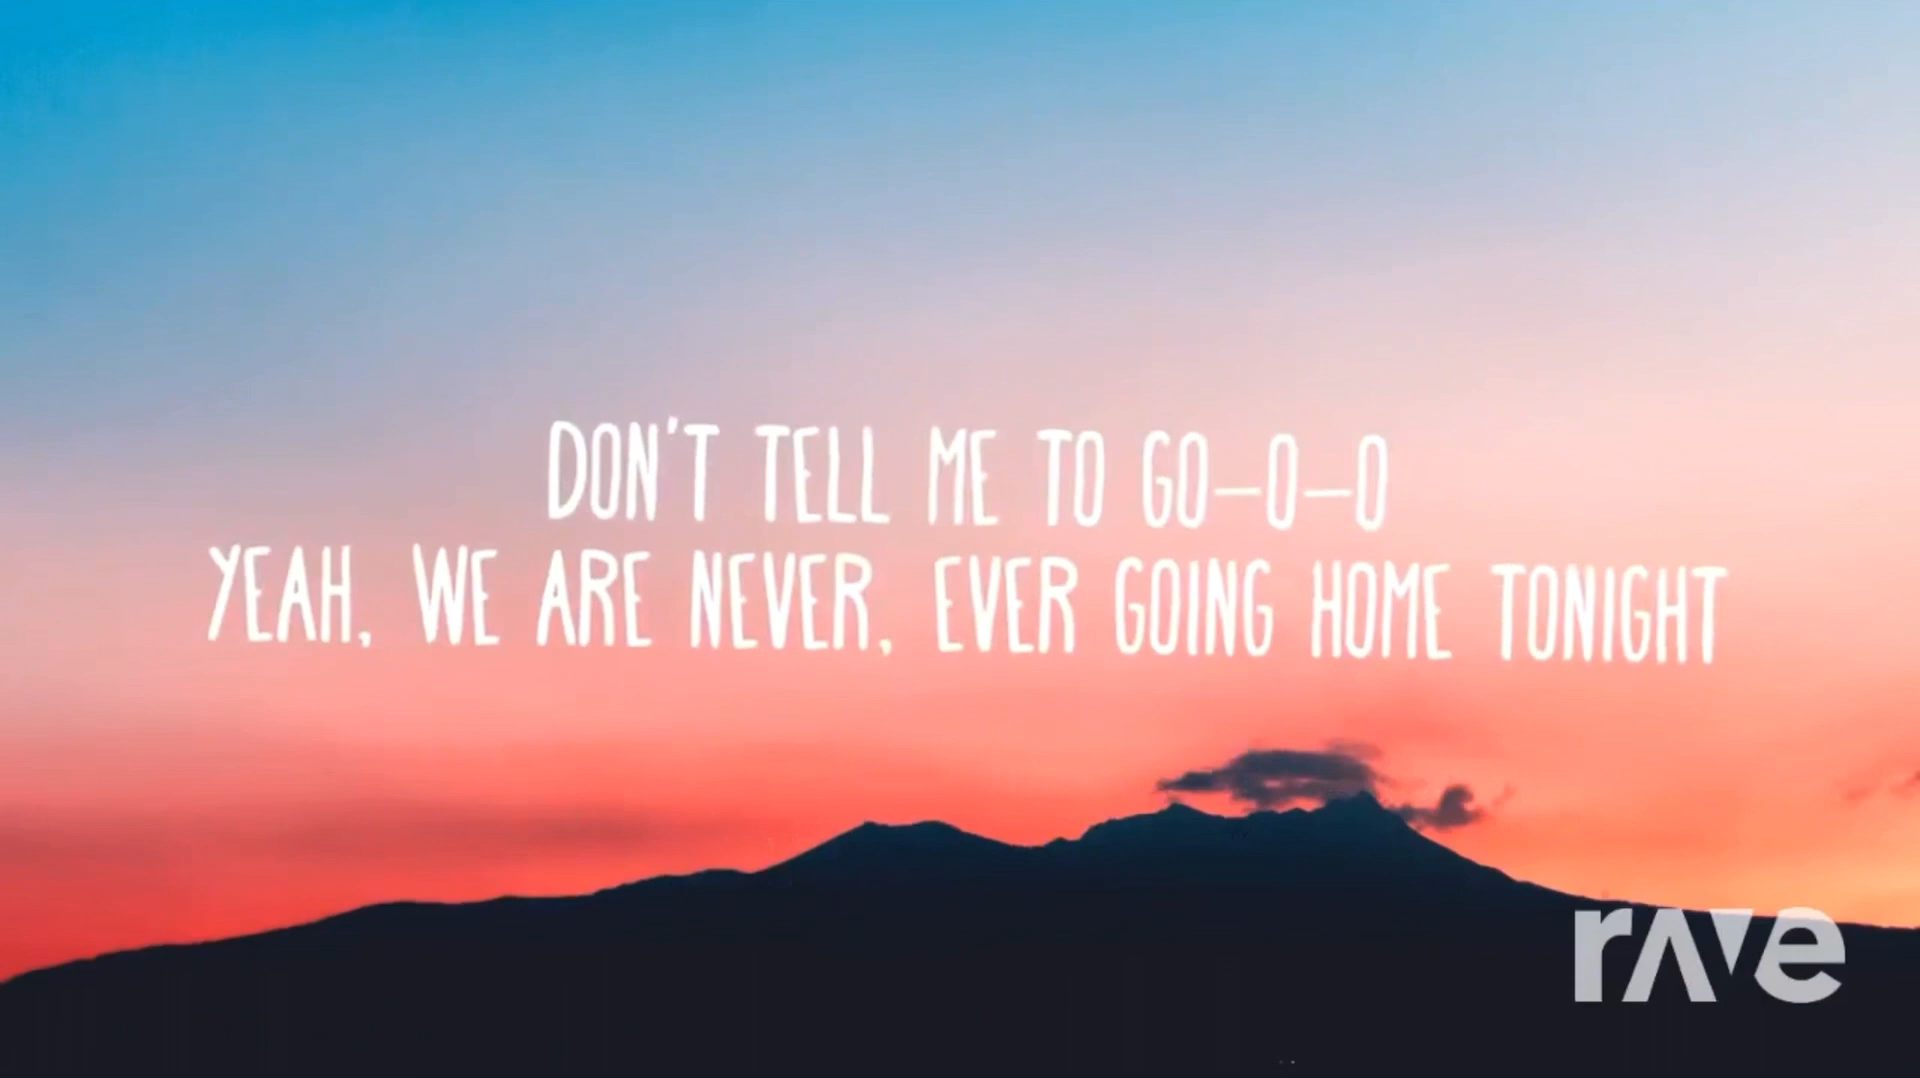 DON'T TELL ME TO GO-O-O
YEAH, WE ARE NEVER, EVER GOING HOME TONIGHT
rave